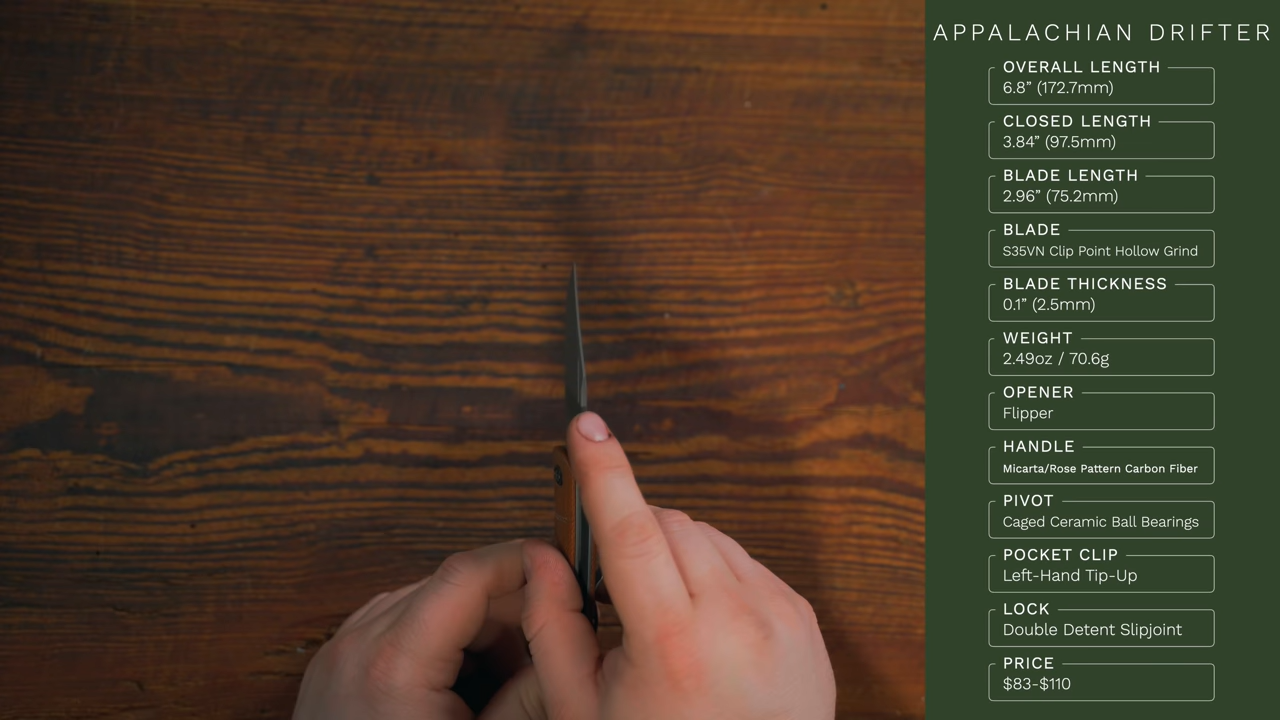 APPALACHIAN DRIFTER
OVERALL LENGTH
6.8” (172.7mm)
CLOSED LENGTH
3.84” (97.5mm)
BLADE LENGTH
2.96” (75.2mm)
BLADE
S35VN Clip Point Hollow Grind
BLADE THICKNESS
0.1” (2.5mm)
WEIGHT
2.49oz / 70.6g
OPENER
Flipper
HANDLE
Micarta/Rose Pattern Carbon Fiber
PIVOT
Caged Ceramic Ball Bearings
POCKET CLIP
Left-Hand Tip-Up
LOCK
Double Detent Slipjoint
PRICE
$83-$110